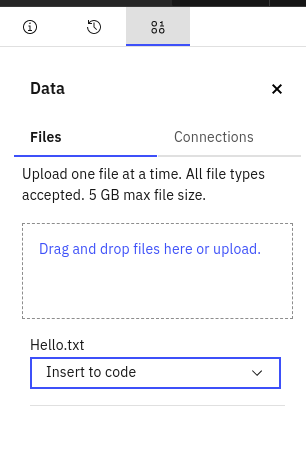 Data
Files
Connections
Upload one file at a time. All file types
accepted. 5 GB max file size.
Drag and drop files here or upload.
Hello.txt
Insert to code